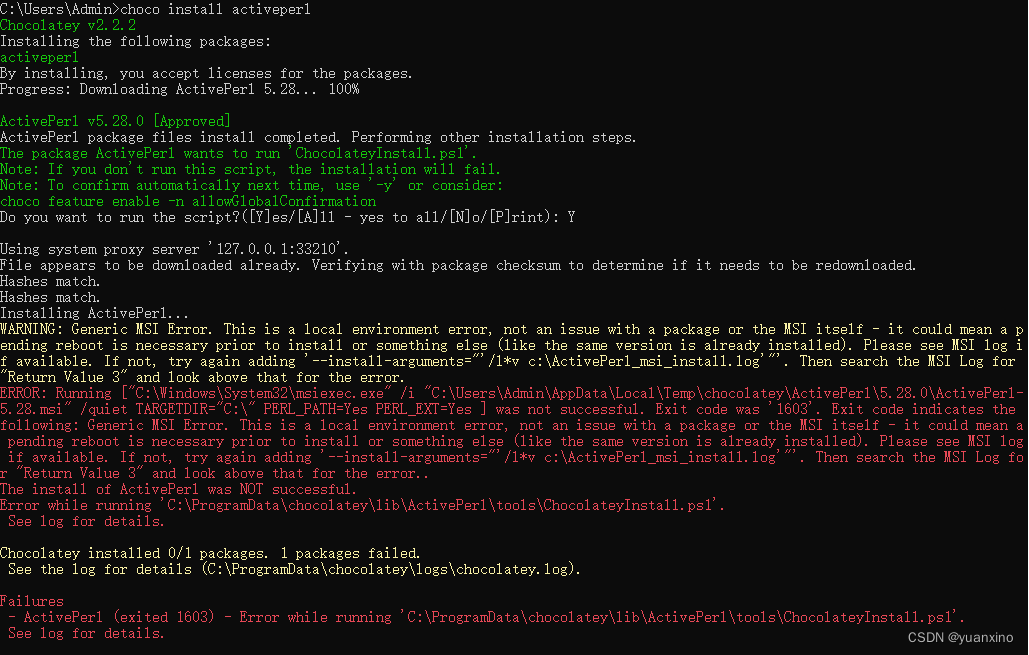 C:\Users\Admin>choco install activeperl
Chocolatey v2.2.2
Installing the following packages:
activeperl
By installing, you accept licenses for the packages.
Progress: Downloading ActivePerl 5.28... 100%
ActivePerl v5.28.0 [Approved]
ActivePerl package files install completed. Performing other installation steps.
The package ActivePerl wants to run 'ChocolateyInstall.ps1'.
Note: If you don't run this script, the installation will fail.
Note: To confirm automatically next time, use '-y' or consider:
choco feature enable -n allowGlobalConfirmation
Do you want to run the script?([Y]es/[A]ll - yes to all/[N]o/[P]rint): Y
Using system proxy server '127.0.0.1:33210'.
File appears to be downloaded already. Verifying with package checksum to determine if it needs to be redownloaded.
Hashes match.
Hashes match.
Installing ActivePerl...
WARNING: Generic MSI Error. This is a local environment error, not an issue with a package or the MSI itself - it could mean a p
ending reboot is necessary prior to install or something else (like the same version is already installed). Please see MSI log i
f available. If not, try again adding '--install-arguments="'/l*v c:\ActivePerl_msi_install.log'"'. Then search the MSI Log for
"Return Value 3" and look above that for the error.
ERROR: Running ["C:\Windows\System32\msiexec.exe" /i "C:\Users\Admin\AppData\Local\Temp\chocolatey\ActivePerl\5.28.0\ActivePerl-
5.28.msi" /quiet TARGETDIR="C:\" PERL_PATH=Yes PERL_EXT=Yes ] was not successful. Exit code was '1603'. Exit code indicates the
following: Generic MSI Error. This is a local environment error, not an issue with a package or the MSI itself - it could mean a
pending reboot is necessary prior to install or something else (like the same version is already installed). Please see MSI log
if available. If not, try again adding '--install-arguments="'/l*v c:\ActivePerl_msi_install.log'"'. Then search the MSI Log fo
r "Return Value 3" and look above that for the error..
The install of ActivePerl was NOT successful.
Error while running 'C:\ProgramData\chocolatey\lib\ActivePerl\tools\ChocolateyInstall.ps1'.
See log for details.
Chocolatey installed 0/1 packages. 1 packages failed.
See the log for details (C:\ProgramData\chocolatey\logs\chocolatey.log).
Failures
- ActivePerl (exited 1603) - Error while running 'C:\ProgramData\chocolatey\lib\ActivePerl\tools\ChocolateyInstall.ps1'.
See log for details.
CSDN @yuanxino